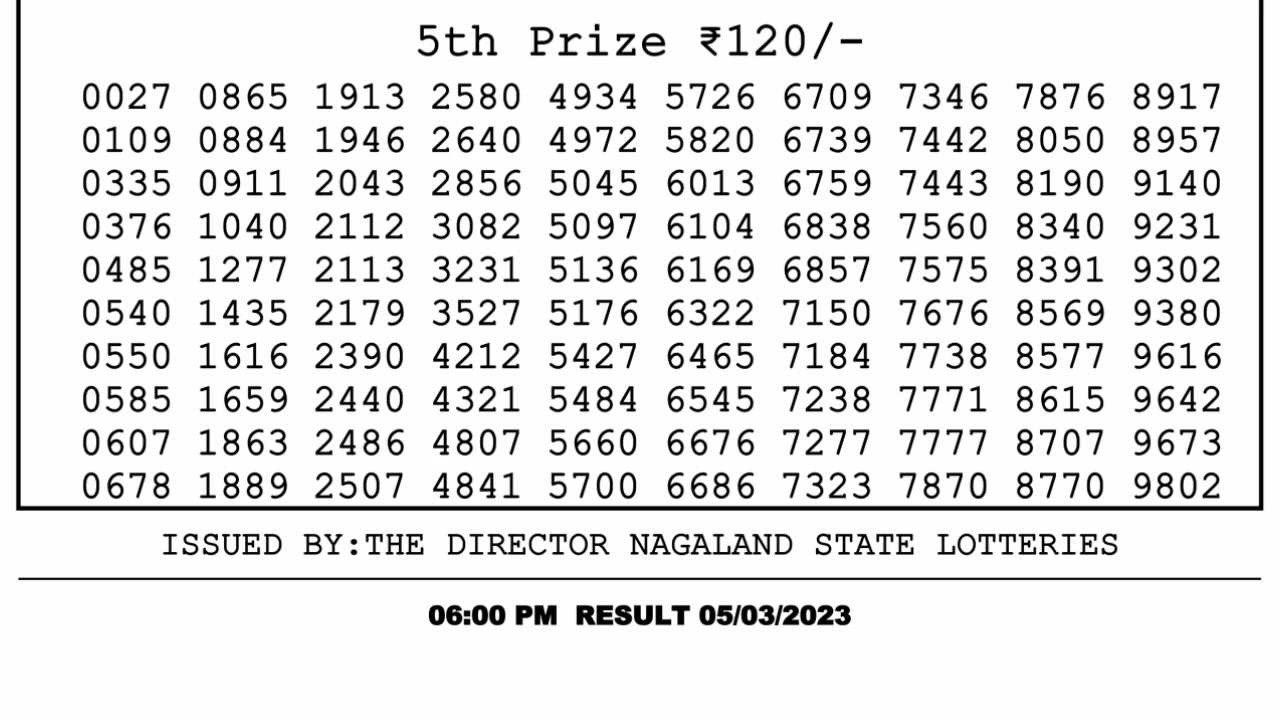 5th Prize ₹120/-
0027 0865 1913 2580 4934 5726 6709 7346 7876 8917
0109 0884 1946 2640 4972 5820 6739 7442 8050 8957
0335 0911 2043 2856 5045 6013 6759 7443 8190 9140
0376 1040 2112 3082 5097 6104 6838 7560 8340 9231
0485 1277 2113 3231 5136 6169 6857 7575 8391 9302
0540 1435 2179 3527 5176 6322 7150 7676 8569 9380
0550 1616 2390 4212 5427 6465 7184 7738 8577 9616
0585 1659 2440 4321 5484 6545 7238 7771 8615 9642
0607 1863 2486 4807 5660 6676 7277 7777 8707 9673
0678 1889 2507 4841 5700 6686 7323 7870 8770 9802
ISSUED BY:THE DIRECTOR NAGALAND STATE LOTTERIES
06:00 PM RESULT 05/03/2023